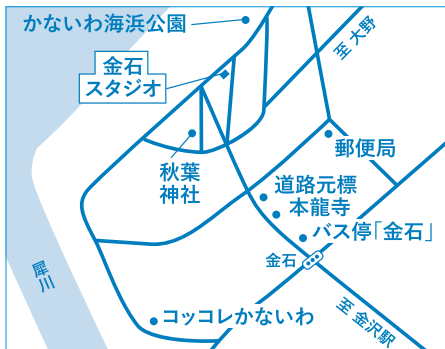 かないわ海浜公園
金石
スタジオ
至 大野
秋葉
神社
郵便局
道路元標
本龍寺
バス停「金石」
金石
犀川
コッコレかないわ
至 金沢駅